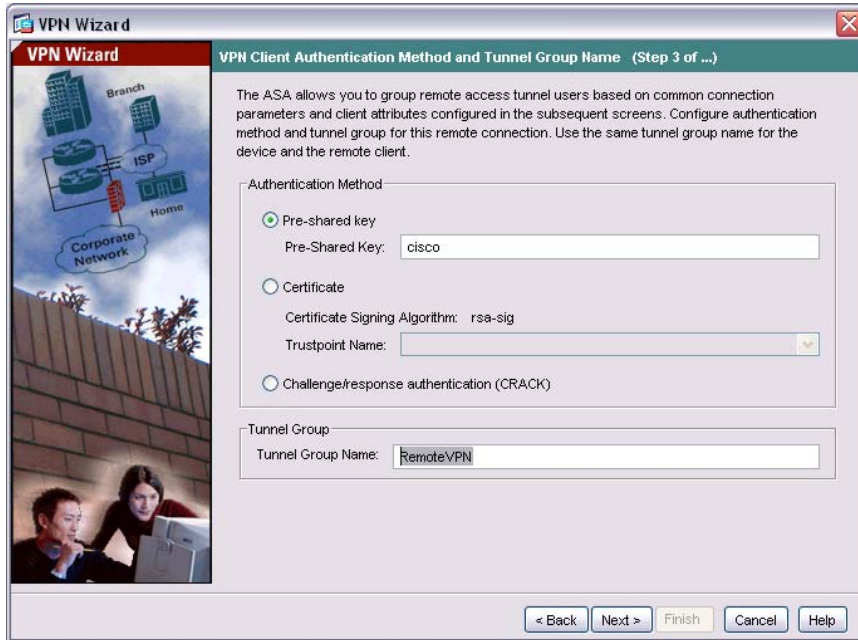 VPN Wizard
VPN Wizard
Branch
ISP
Home
Corporate
Network
VPN Client Authentication Method and Tunnel Group Name (Step 3 of ...)
The ASA allows you to group remote access tunnel users based on common connection
parameters and client attributes configured in the subsequent screens. Configure authentication
method and tunnel group for this remote connection. Use the same tunnel group name for the
device and the remote client.
Authentication Method
Pre-shared key
Pre-Shared Key: cisco
Certificate
Certificate Signing Algorithm: rsa-sig
Trustpoint Name:
Challenge/response authentication (CRACK)
Tunnel Group
Tunnel Group Name: RemoteVPN
< Back Next > Finish Cancel Help